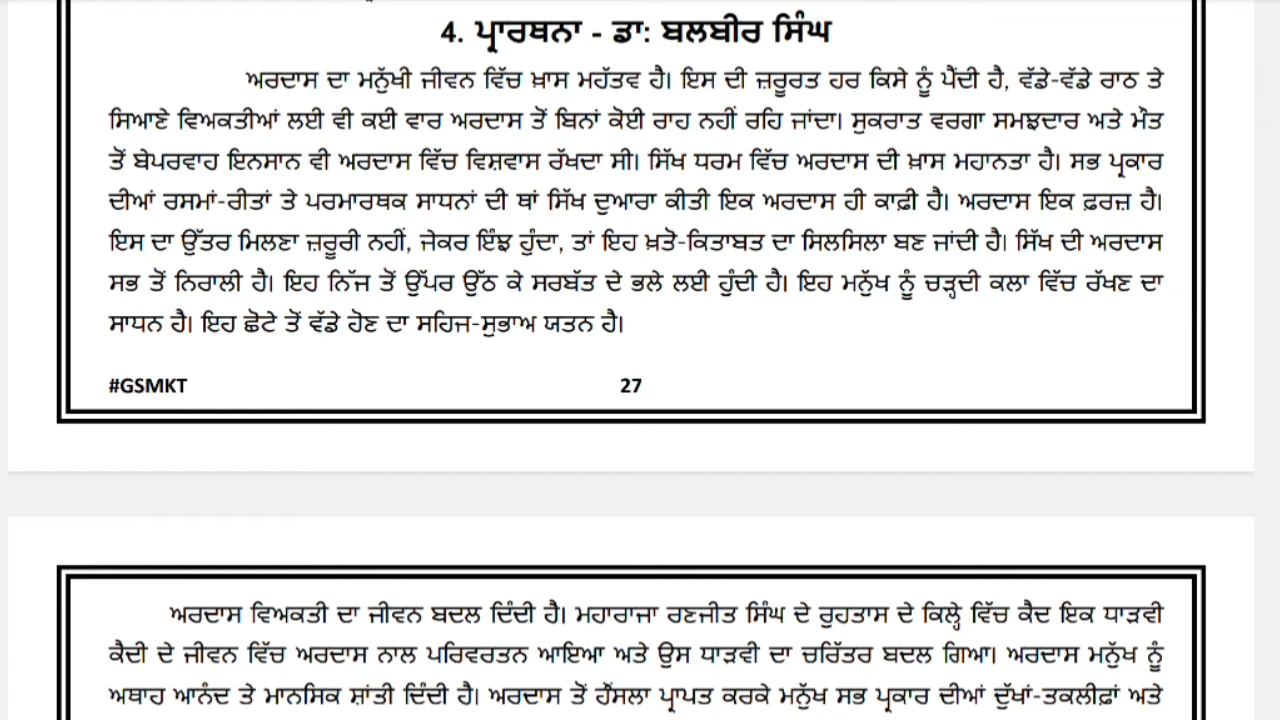 4. ਪ੍ਰਾਰਥਨਾ - ਡਾ: ਬਲਬੀਰ ਸਿੰਘ
ਅਰਦਾਸ ਦਾ ਮਨੁੱਖੀ ਜੀਵਨ ਵਿੱਚ ਖ਼ਾਸ ਮਹੱਤਵ ਹੈ। ਇਸ ਦੀ ਜ਼ਰੂਰਤ ਹਰ ਕਿਸੇ ਨੂੰ ਪੈਂਦੀ ਹੈ, ਵੱਡੇ-ਵੱਡੇ ਰਾਠ ਤੇ
ਸਿਆਣੇ ਵਿਅਕਤੀਆਂ ਲਈ ਵੀ ਕਈ ਵਾਰ ਅਰਦਾਸ ਤੋਂ ਬਿਨਾਂ ਕੋਈ ਰਾਹ ਨਹੀਂ ਰਹਿ ਜਾਂਦਾ। ਸੁਕਰਾਤ ਵਰਗਾ ਸਮਝਦਾਰ ਅਤੇ ਮੌਤ
ਤੋਂ ਬੇਪਰਵਾਹ ਇਨਸਾਨ ਵੀ ਅਰਦਾਸ ਵਿੱਚ ਵਿਸ਼ਵਾਸ ਰੱਖਦਾ ਸੀ। ਸਿੱਖ ਧਰਮ ਵਿੱਚ ਅਰਦਾਸ ਦੀ ਖ਼ਾਸ ਮਹਾਨਤਾ ਹੈ। ਸਭ ਪ੍ਰਕਾਰ
ਦੀਆਂ ਰਸਮਾਂ-ਰੀਤਾਂ ਤੇ ਪਰਮਾਰਥਕ ਸਾਧਨਾਂ ਦੀ ਥਾਂ ਸਿੱਖ ਦੁਆਰਾ ਕੀਤੀ ਇਕ ਅਰਦਾਸ ਹੀ ਕਾਫ਼ੀ ਹੈ। ਅਰਦਾਸ ਇਕ ਫ਼ਰਜ਼ ਹੈ।
ਇਸ ਦਾ ਉੱਤਰ ਮਿਲਣਾ ਜ਼ਰੂਰੀ ਨਹੀਂ, ਜੇਕਰ ਇੰਝ ਹੁੰਦਾ, ਤਾਂ ਇਹ ਖ਼ਤੋ-ਕਿਤਾਬਤ ਦਾ ਸਿਲਸਿਲਾ ਬਣ ਜਾਂਦੀ ਹੈ। ਸਿੱਖ ਦੀ ਅਰਦਾਸ
ਸਭ ਤੋਂ ਨਿਰਾਲੀ ਹੈ। ਇਹ ਨਿੱਜ ਤੋਂ ਉੱਪਰ ਉੱਠ ਕੇ ਸਰਬੱਤ ਦੇ ਭਲੇ ਲਈ ਹੁੰਦੀ ਹੈ। ਇਹ ਮਨੁੱਖ ਨੂੰ ਚੜ੍ਹਦੀ ਕਲਾ ਵਿੱਚ ਰੱਖਣ ਦਾ
ਸਾਧਨ ਹੈ। ਇਹ ਛੋਟੇ ਤੋਂ ਵੱਡੇ ਹੋਣ ਦਾ ਸਹਿਜ-ਸੁਭਾਅ ਯਤਨ ਹੈ।
#GSMKT 27
ਅਰਦਾਸ ਵਿਅਕਤੀ ਦਾ ਜੀਵਨ ਬਦਲ ਦਿੰਦੀ ਹੈ। ਮਹਾਰਾਜਾ ਰਣਜੀਤ ਸਿੰਘ ਦੇ ਰੁਹਤਾਸ ਦੇ ਕਿਲ੍ਹੇ ਵਿੱਚ ਕੈਦ ਇਕ ਧਾੜਵੀ
ਕੈਦੀ ਦੇ ਜੀਵਨ ਵਿੱਚ ਅਰਦਾਸ ਨਾਲ ਪਰਿਵਰਤਨ ਆਇਆ ਅਤੇ ਉਸ ਧਾੜਵੀ ਦਾ ਚਰਿੱਤਰ ਬਦਲ ਗਿਆ। ਅਰਦਾਸ ਮਨੁੱਖ ਨੂੰ
ਅਥਾਹ ਆਨੰਦ ਤੇ ਮਾਨਸਿਕ ਸ਼ਾਂਤੀ ਦਿੰਦੀ ਹੈ। ਅਰਦਾਸ ਤੋਂ ਹੌਂਸਲਾ ਪ੍ਰਾਪਤ ਕਰਕੇ ਮਨੁੱਖ ਸਭ ਪ੍ਰਕਾਰ ਦੀਆਂ ਦੁੱਖਾਂ-ਤਕਲੀਫ਼ਾਂ ਅਤੇ